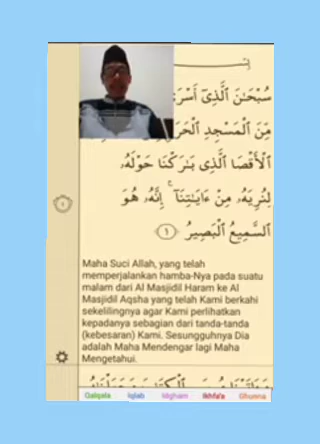 سُبْحَٰنَ ٱلَّذِىٓ
مِّنَ ٱلْمَسْجِدِ
ٱلْأَقْصَا ٱلَّذِى بَٰرَكْنَا حَوْلَهُۥ
لِنُرِيَهُۥ مِنْ ءَايَٰتِنَآ ۚ إِنَّهُۥ هُوَ
ٱلسَّمِيعُ ٱلْبَصِيرُ ١
Maha Suci Allah, yang telah
memperjalankan hamba-Nya pada suatu
malam dari Al Masjidil Haram ke Al
Masjidil Aqsha yang telah Kami berkahi
sekelilingnya agar Kami perlihatkan
kepadanya sebagian dari tanda-tanda
(kebesaran) Kami. Sesungguhnya Dia
adalah Maha Mendengar lagi Maha
Mengetahui.
Qalqala Iqlab Idgham Ikhfa'a Ghunna